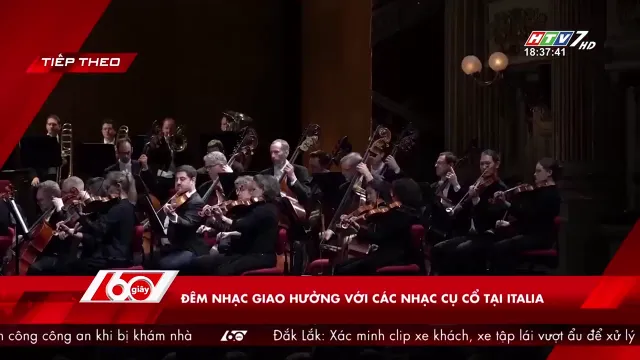 TIẾP THEO
HTV7 HD
18:37:41
60 giây
ĐÊM NHẠC GIAO HƯỞNG VỚI CÁC NHẠC CỤ CỔ TẠI ITALIA
n công công an khi bị khám nhà 60 Đắk Lắk: Xác minh clip xe khách, xe tập lái vượt ẩu để xử lý